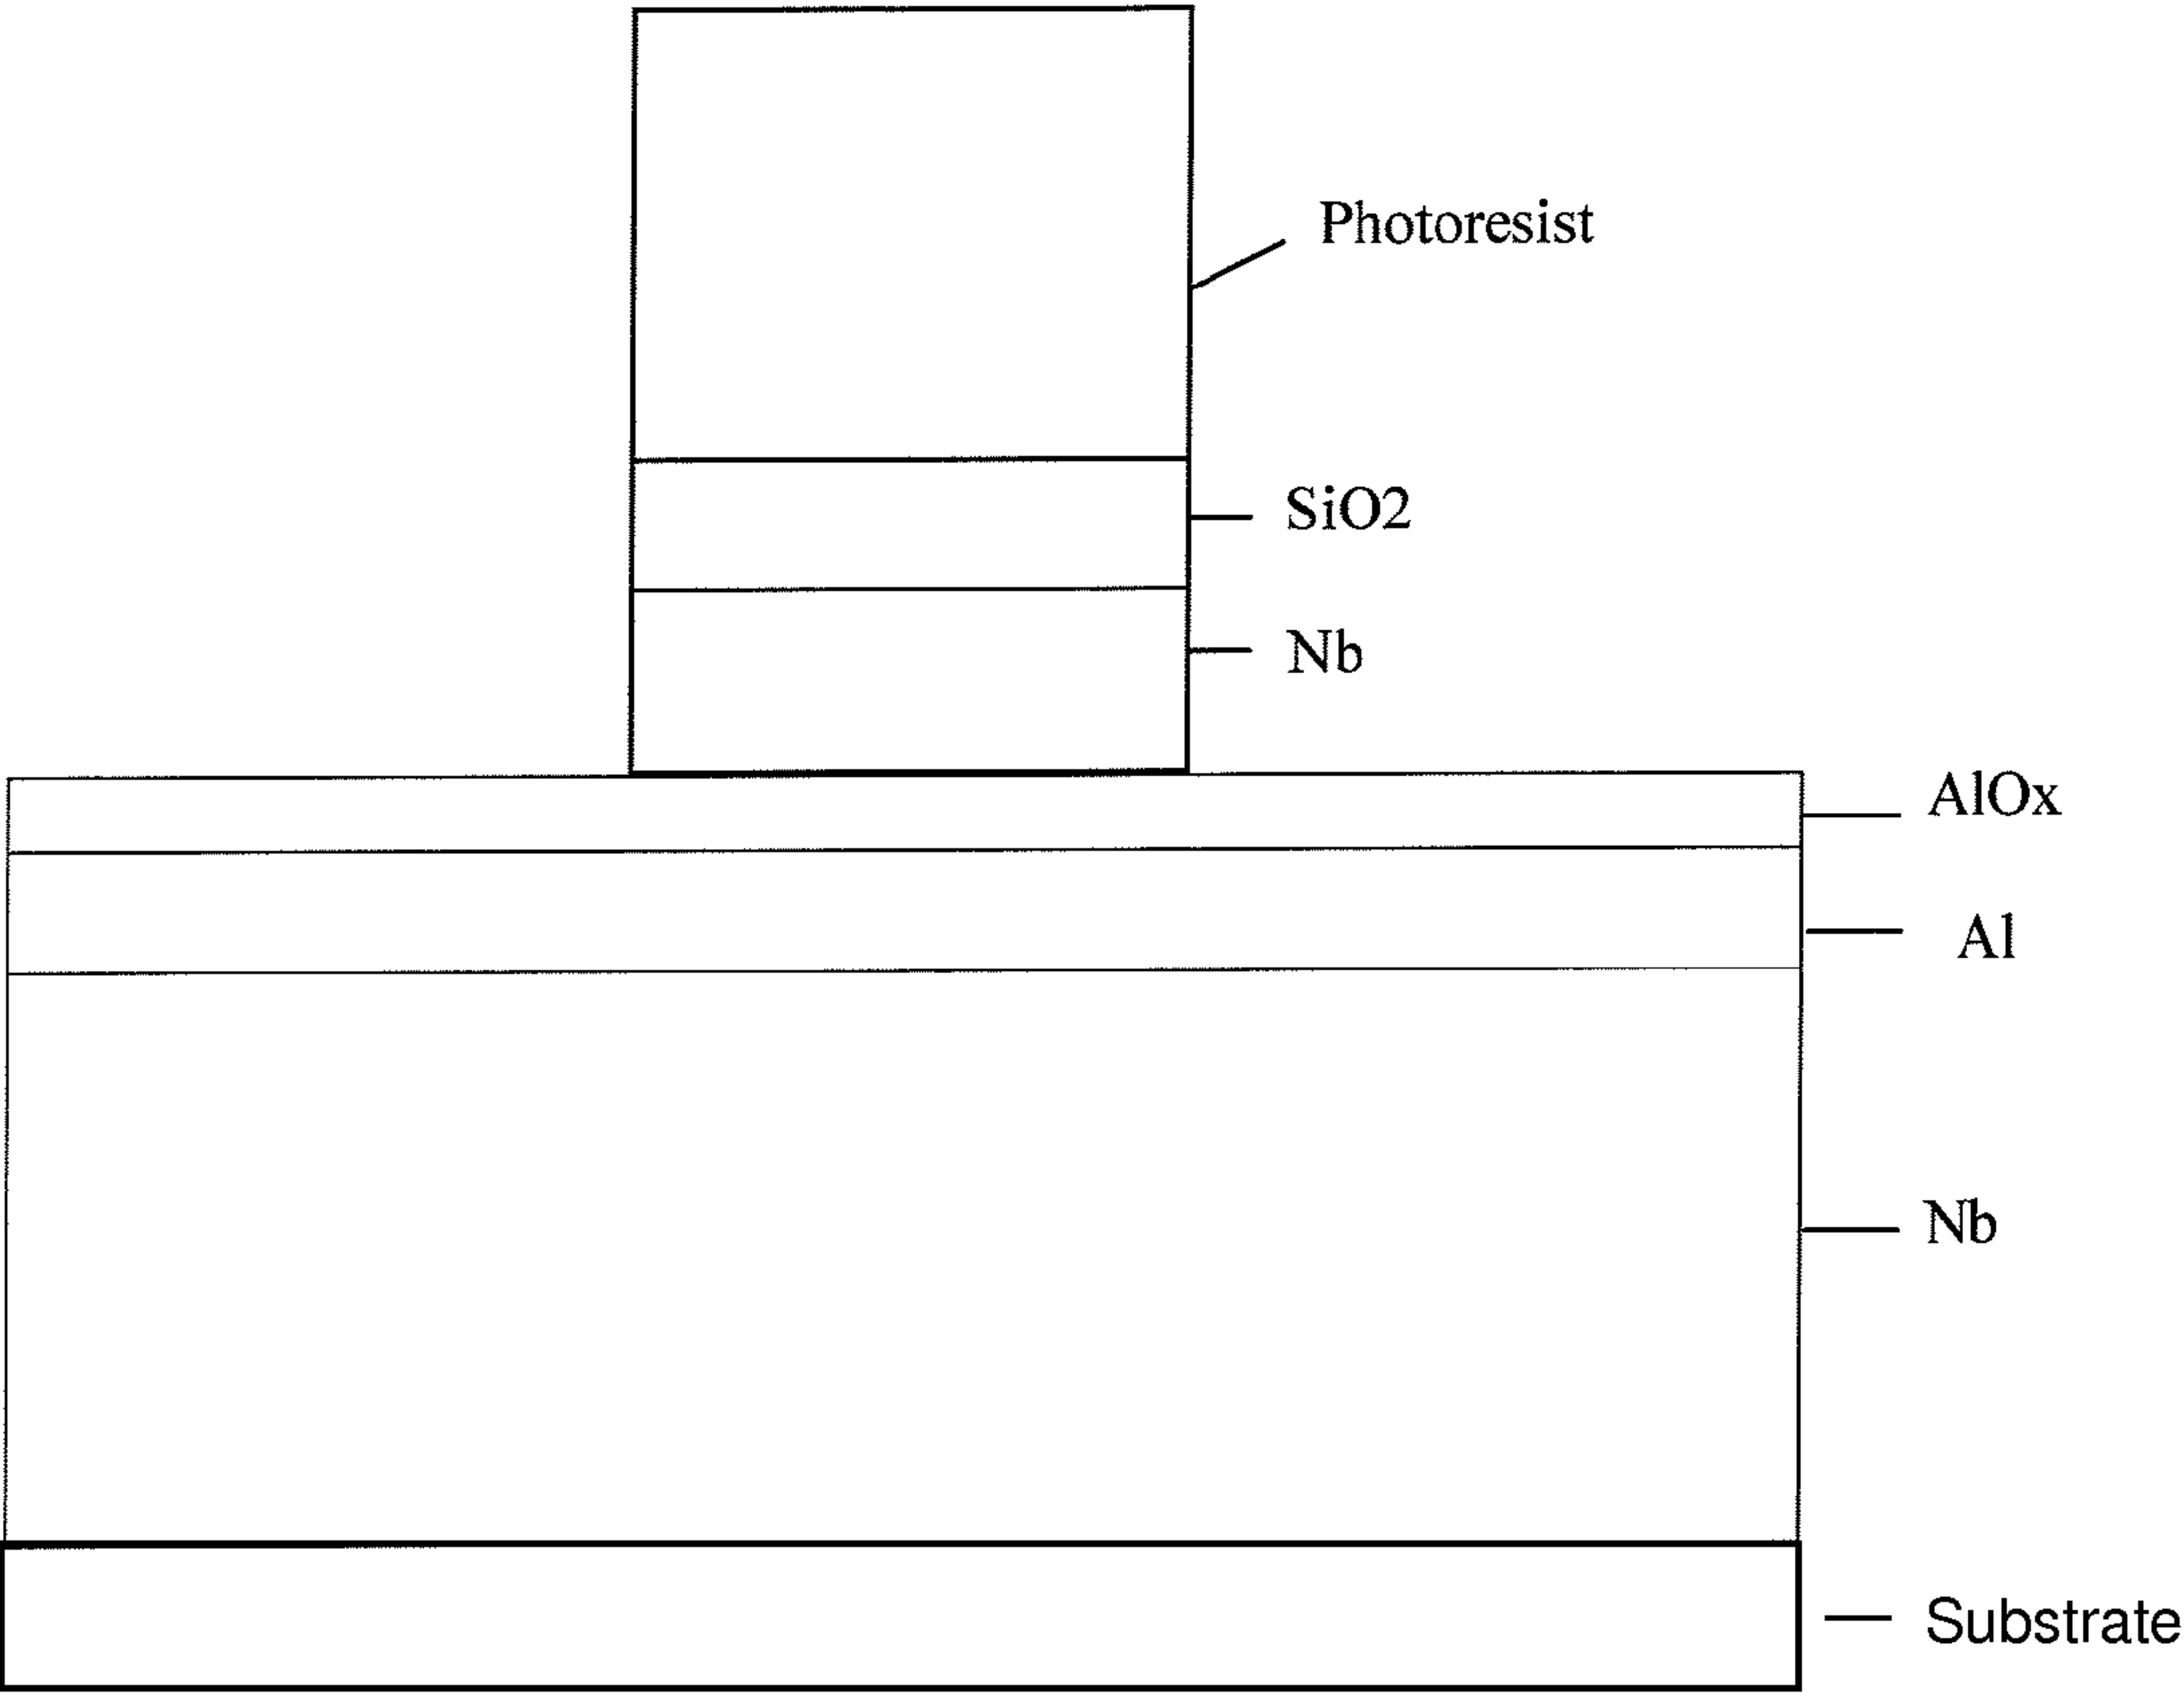 Photoresist
SiO2
Nb
AlOx
Al
Nb
Substrate